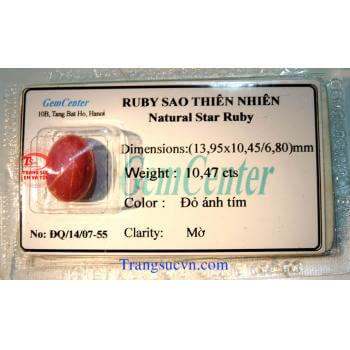 GemCenter
10B, Tang Bat Ho, Hanoi
RUBY SAO THIÊN NHIÊN
Natural Star Ruby
Dimensions:(13,95x10,45/6,80)mm
Weight : 10,47 cts
GemCenter
Color : Đỏ ánh tím
No: ĐQ/14/07-55
Clarity: Mờ
TRANG SỨC
Trangsucvn.com